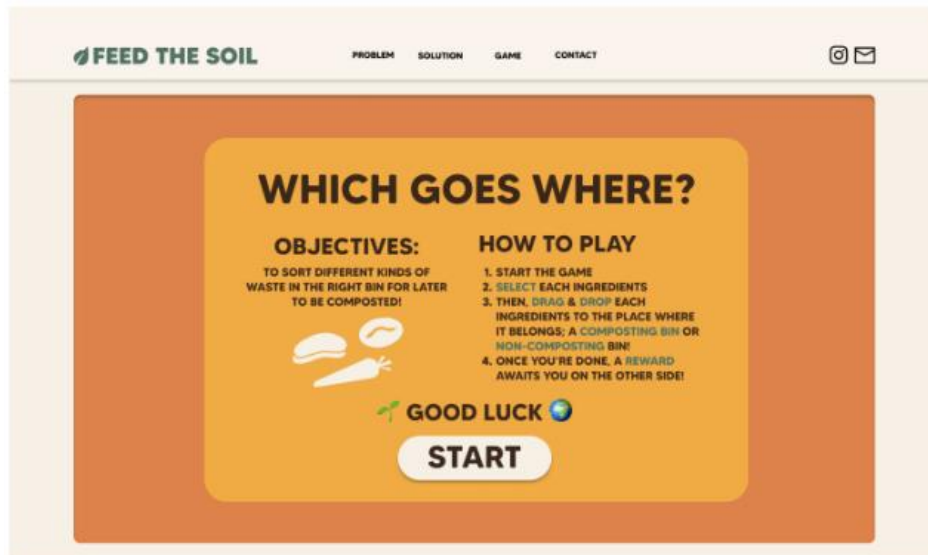 FEED THE SOIL
PROBLEM
SOLUTION
GAME
CONTACT
WHICH GOES WHERE?
OBJECTIVES:
TO SORT DIFFERENT KINDS OF
WASTE IN THE RIGHT BIN FOR LATER
TO BE COMPOSTED!
HOW TO PLAY
1. START THE GAME
2. SELECT EACH INGREDIENTS
3. THEN, DRAG & DROP EACH
INGREDIENTS TO THE PLACE WHERE
IT BELONGS; A COMPOSTING BIN OR
NON-COMPOSTING BIN!
4. ONCE YOU'RE DONE, A REWARD
AWAITS YOU ON THE OTHER SIDE!
GOOD LUCK
START